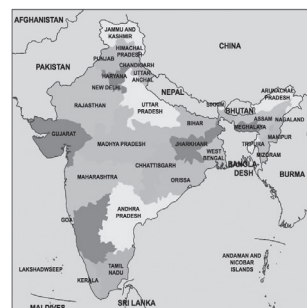 AFGHANISTAN
JAMMU AND
KASHMIR
CHINA
HIMACHAL
PRADESH
PAKISTAN
PUNJAB
CHANDIGARH
UTTAR
ANCHAL
HARYANA
NEW DELHI
NEPAL
ARUNACHAL
PRADESH
SIKKIM
BHUTAN
RAJASTHAN
UTTAR
PRADESH
ASSAM
NAGALAND
BIHAR
MEGHALAYA
MANIPUR
GUJARAT
MADHYA PRADESH
JHARKHAND
WEST
BENGAL
TRIPURA
MIZORAM
BANGLA-
DESH
CHHATTISGARH
BURMA
MAHARASHTRA
ORISSA
ANDHRA
PRADESH
GOA
ANDAMAN AND
NICOBAR
ISLANDS
LAKSHADWEEP
TAMIL
NADU
KERALA
SRI LANKA
MALDIVES